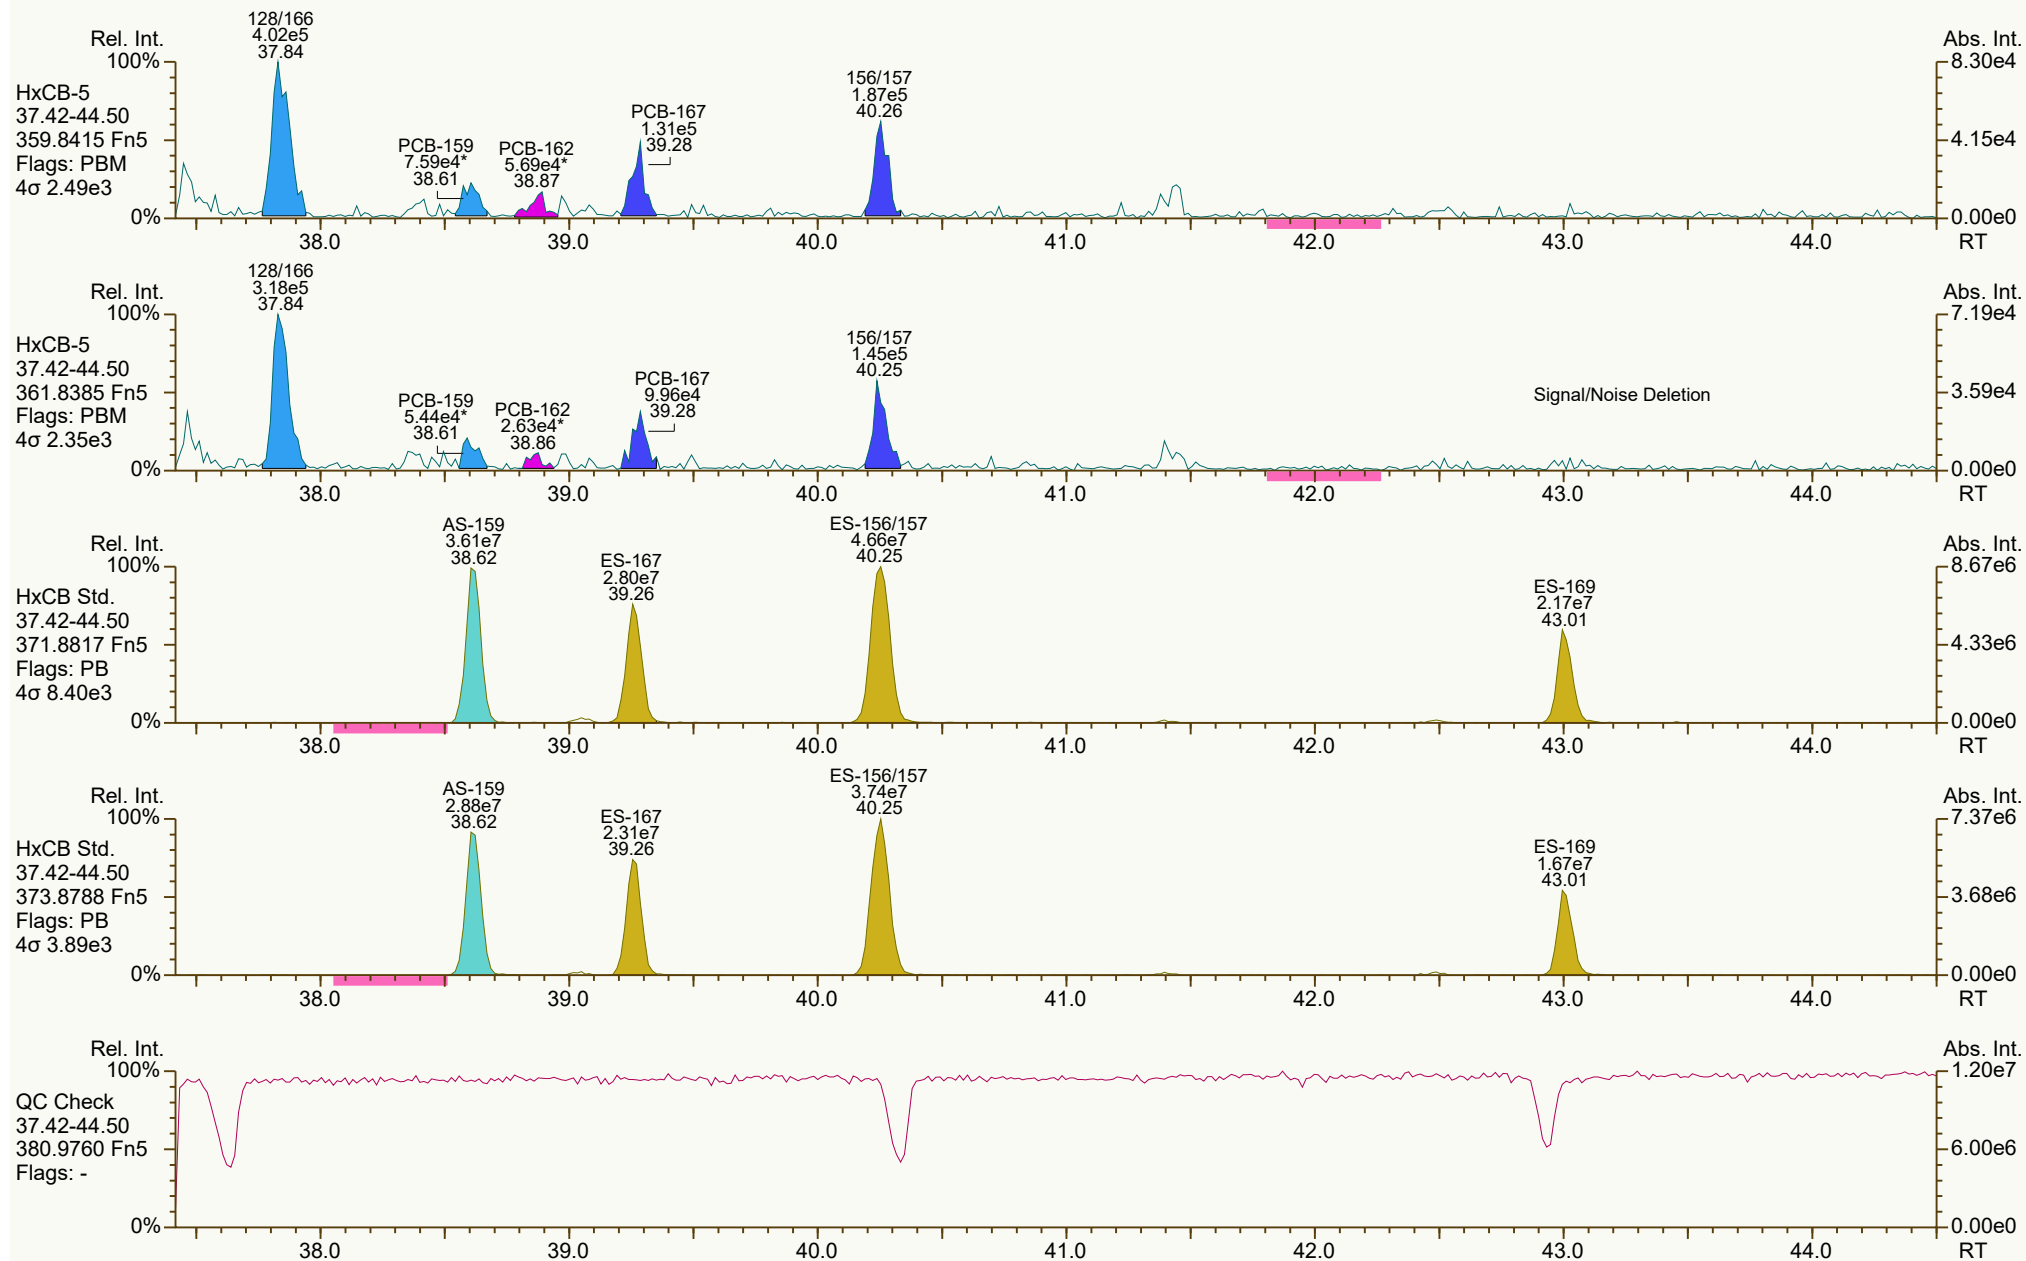 128/166
4.02e5
37.84
Rel. Int.
100%
0%
HxCB-5
37.42-44.50
359.8415 Fn5
Flags: PBM
4σ 2.49e3
PCB-159
7.59e4*
38.61
PCB-162
5.69e4*
38.87
PCB-167
1.31e5
39.28
156/157
1.87e5
40.26
Abs. Int.
8.30e4
4.15e4
0.00e0
38.0 39.0 40.0 41.0 42.0 43.0 44.0 RT
128/166
3.18e5
37.84
Rel. Int.
100%
0%
HxCB-5
37.42-44.50
361.8385 Fn5
Flags: PBM
4σ 2.35e3
PCB-159
5.44e4*
38.61
PCB-162
2.63e4*
38.86
PCB-167
9.96e4
39.28
156/157
1.45e5
40.25
Signal/Noise Deletion
Abs. Int.
7.19e4
3.59e4
0.00e0
38.0 39.0 40.0 41.0 42.0 43.0 44.0 RT
Rel. Int.
100%
0%
HxCB Std.
37.42-44.50
371.8817 Fn5
Flags: PB
4σ 8.40e3
AS-159
3.61e7
38.62
ES-167
2.80e7
39.26
ES-156/157
4.66e7
40.25
ES-169
2.17e7
43.01
Abs. Int.
8.67e6
4.33e6
0.00e0
38.0 39.0 40.0 41.0 42.0 43.0 44.0 RT
Rel. Int.
100%
0%
HxCB Std.
37.42-44.50
373.8788 Fn5
Flags: PB
4σ 3.89e3
AS-159
2.88e7
38.62
ES-167
2.31e7
39.26
ES-156/157
3.74e7
40.25
ES-169
1.67e7
43.01
Abs. Int.
7.37e6
3.68e6
0.00e0
38.0 39.0 40.0 41.0 42.0 43.0 44.0 RT
Rel. Int.
100%
0%
QC Check
37.42-44.50
380.9760 Fn5
Flags: -
Abs. Int.
1.20e7
6.00e6
0.00e0
38.0 39.0 40.0 41.0 42.0 43.0 44.0 RT